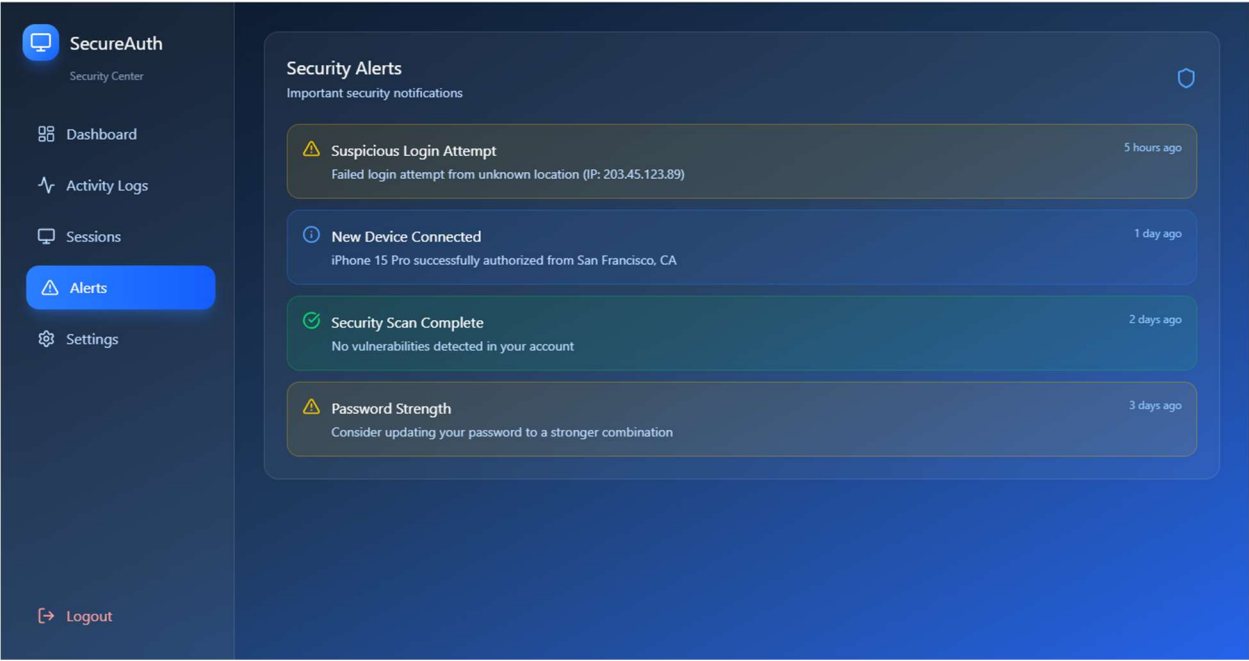 SecureAuth
Security Center
Dashboard
Activity Logs
Sessions
Alerts
Settings
Logout
Security Alerts
Important security notifications
Suspicious Login Attempt
5 hours ago
Failed login attempt from unknown location (IP: 203.45.123.89)
New Device Connected
1 day ago
iPhone 15 Pro successfully authorized from San Francisco, CA
Security Scan Complete
2 days ago
No vulnerabilities detected in your account
Password Strength
3 days ago
Consider updating your password to a stronger combination